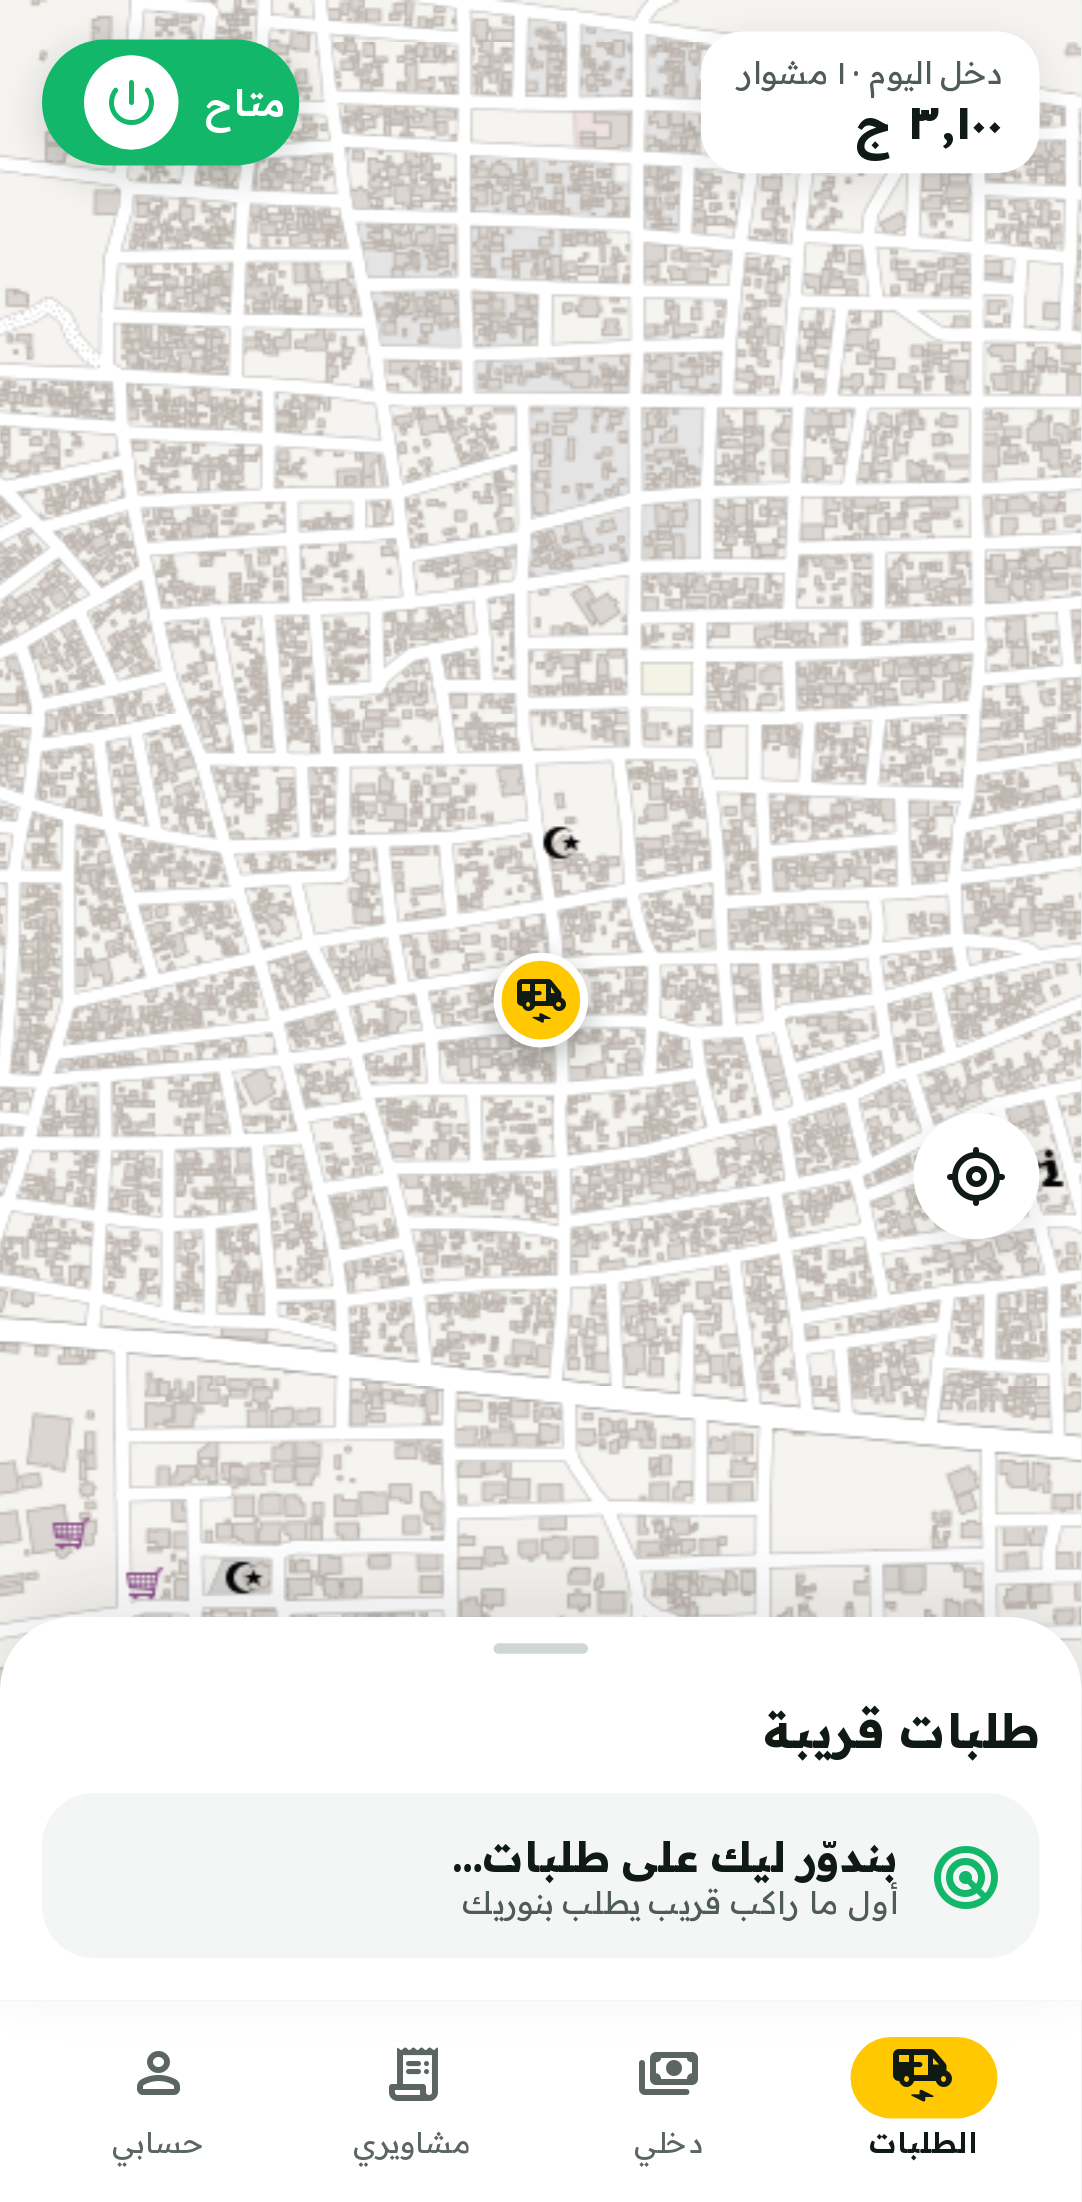 دخل اليوم · ١ مشوار
٣,١٠٠ ج
متاح
طلبات قريبة
بندوّر ليك على طلبات...
أول ما راكب قريب يطلب بنوريك
الطلبات
دخلي
مشاويري
حسابي